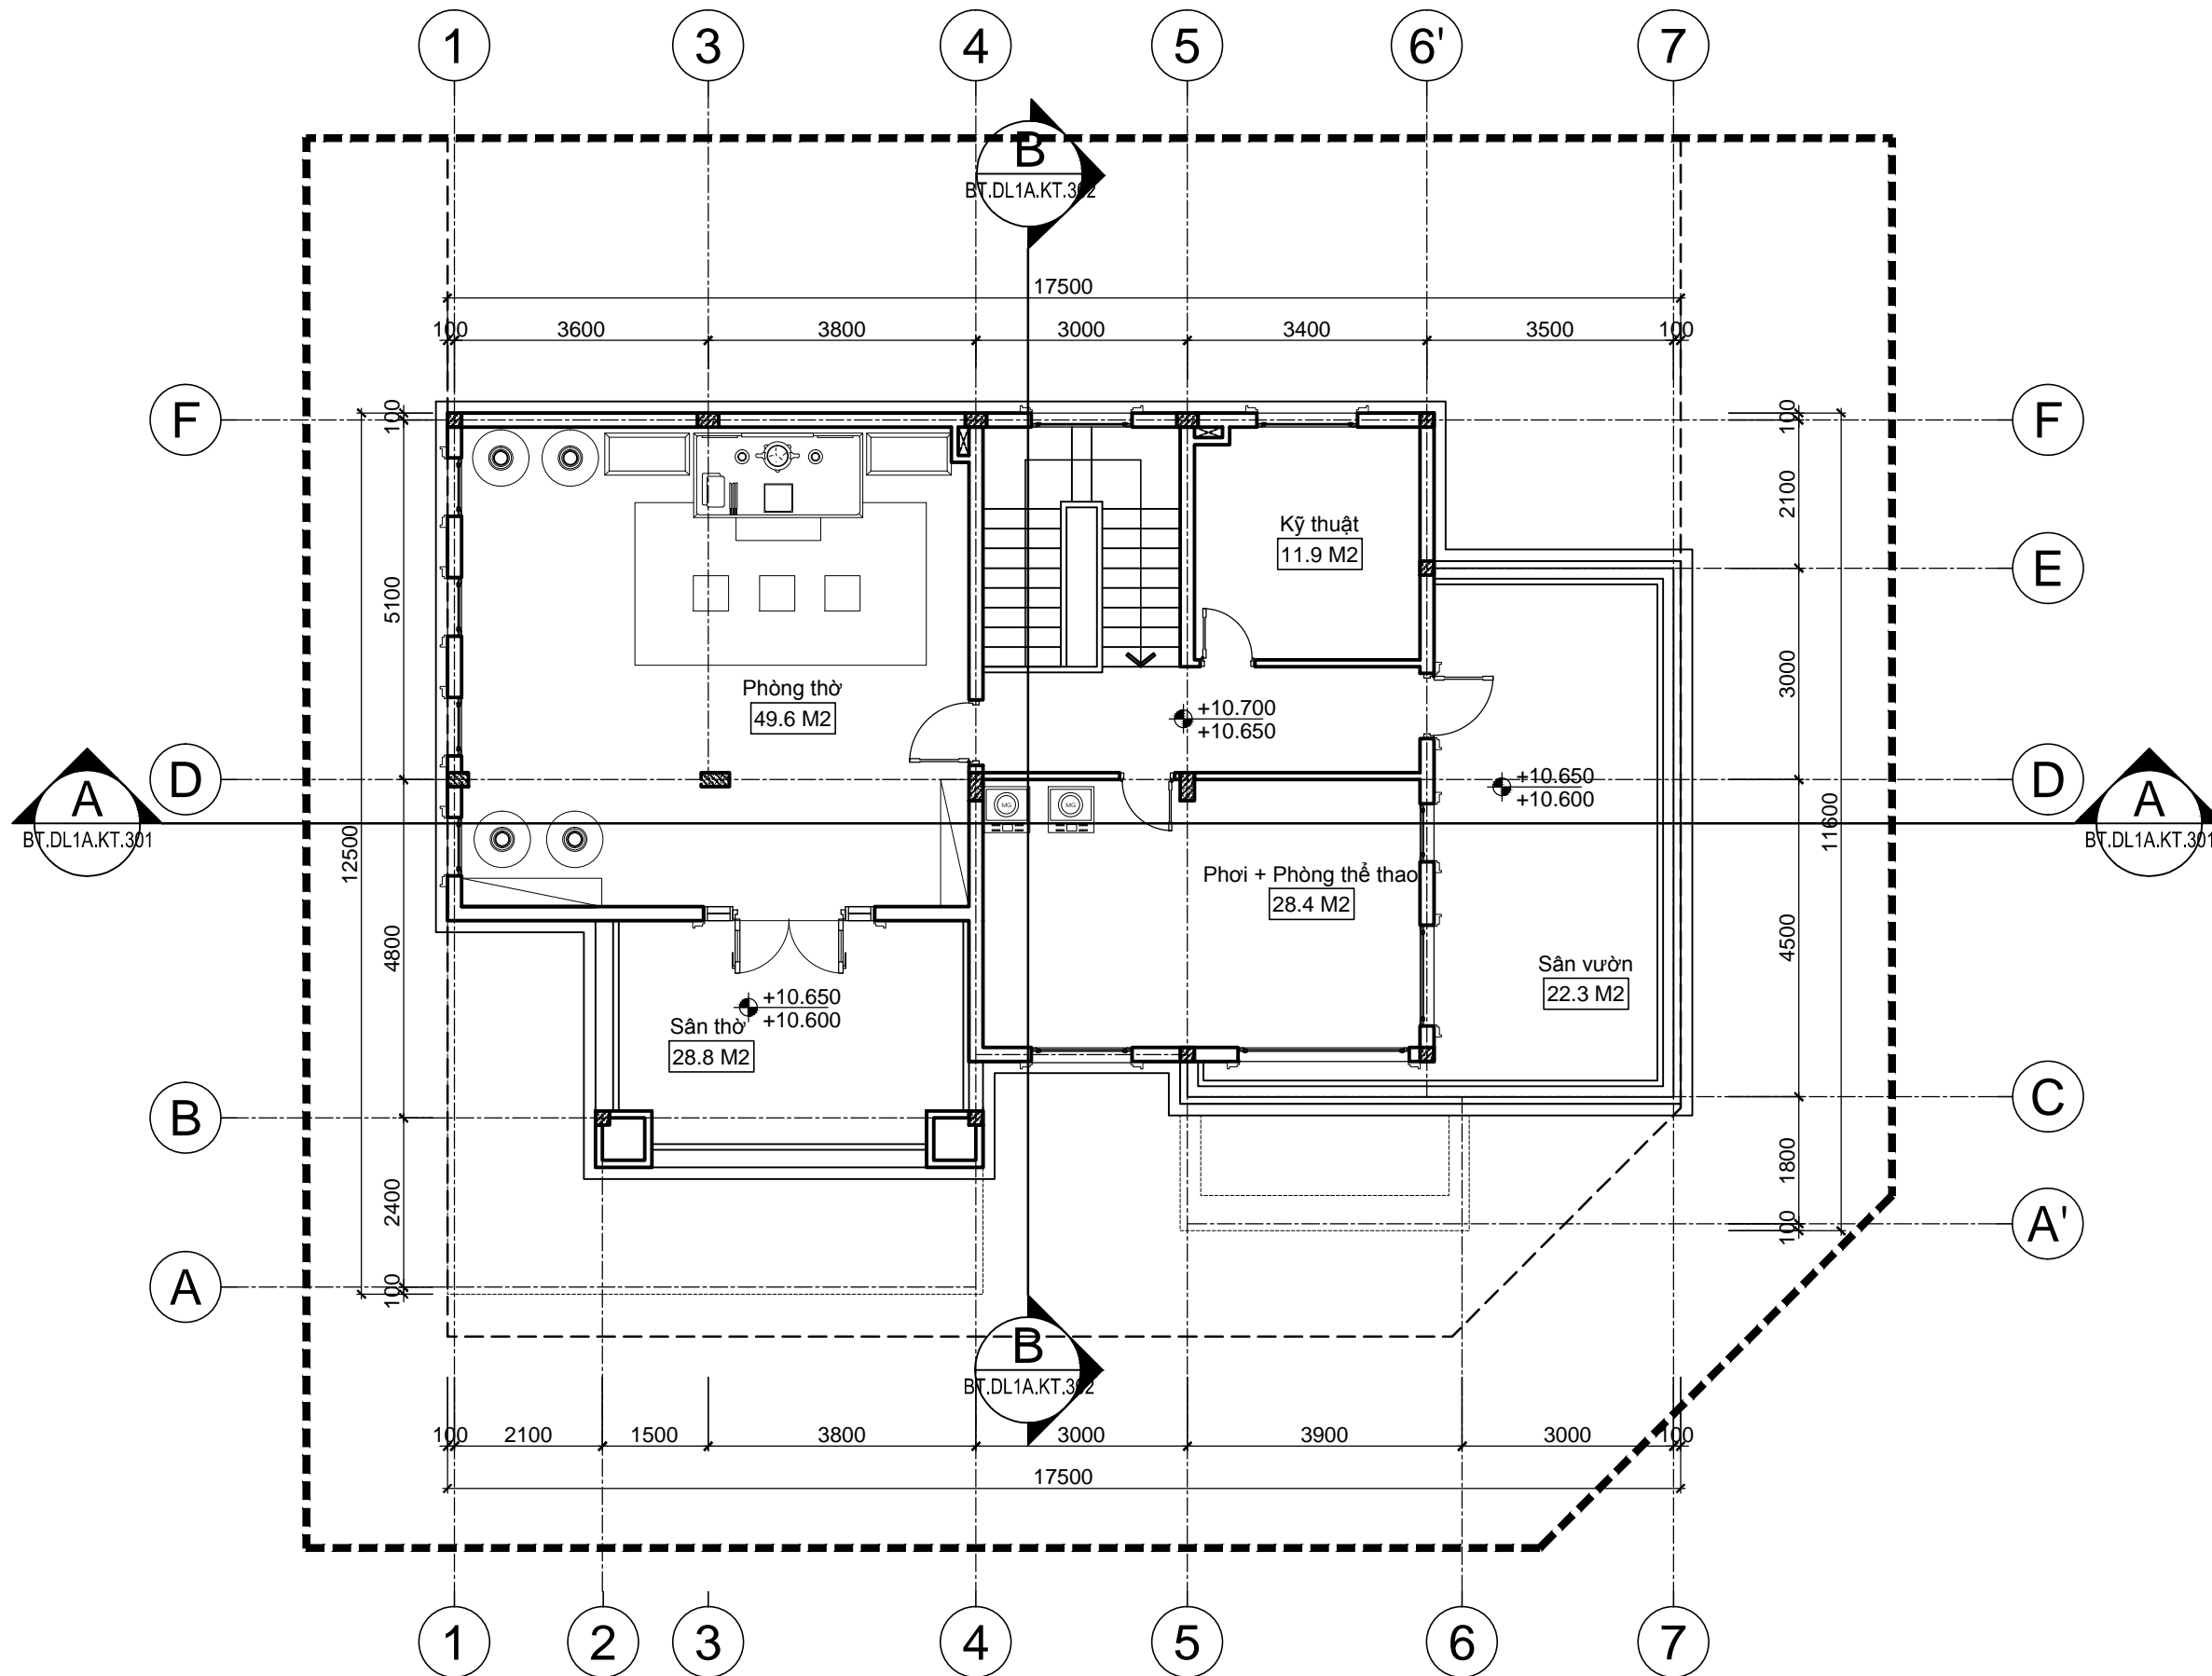 1 3 4 5 6' 7
B
BT.DL1A.KT.302
17500
100 3600 3800 3000 3400 3500 100
F
F
100
100
2100
Kỹ thuật
11.9 M2
E
5100
3000
Phòng thờ
49.6 M2
+10.700
+10.650
D
D
+10.650
+10.600
A
BT.DL1A.KT.301
A
BT.DL1A.KT.301
MG
MG
12500
11600
Phơi + Phòng thể thao
28.4 M2
4800
4500
Sân vườn
22.3 M2
+10.650
+10.600
Sân thờ
28.8 M2
B
C
2400
1800
100
A'
A
100
B
BT.DL1A.KT.302
100 2100 1500 3800 3000 3900 3000 100
17500
1 2 3 4 5 6 7